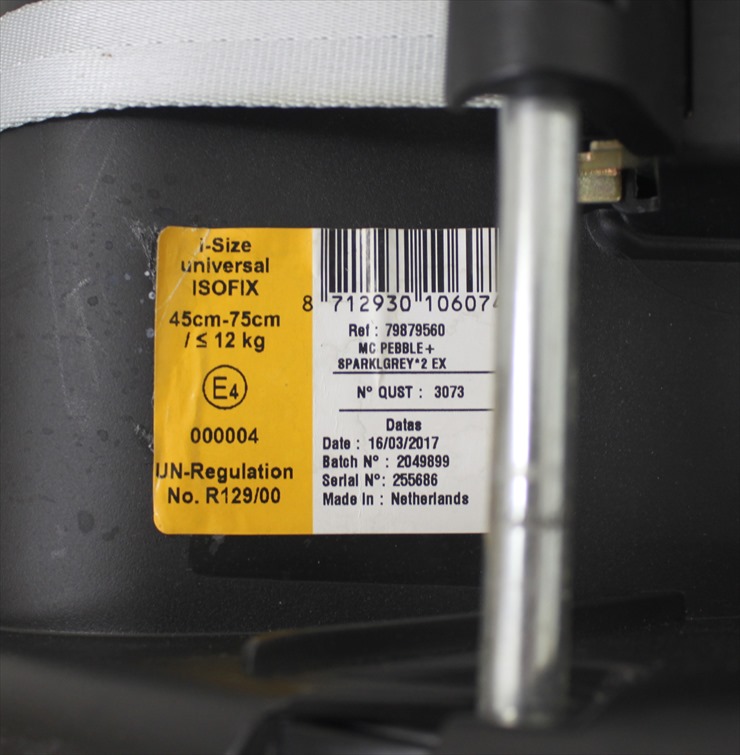 i-Size
universal
ISOFIX
45cm-75cm
/ ≤ 12 kg
E4
000004
UN-Regulation
No. R129/00
8 712930 106074
Ref : 79879560
MC PEBBLE+
SPARKLGREY*2 EX
N° QUST : 3073
Datas
Date : 16/03/2017
Batch N° : 2049899
Serial N° : 255686
Made In : Netherlands